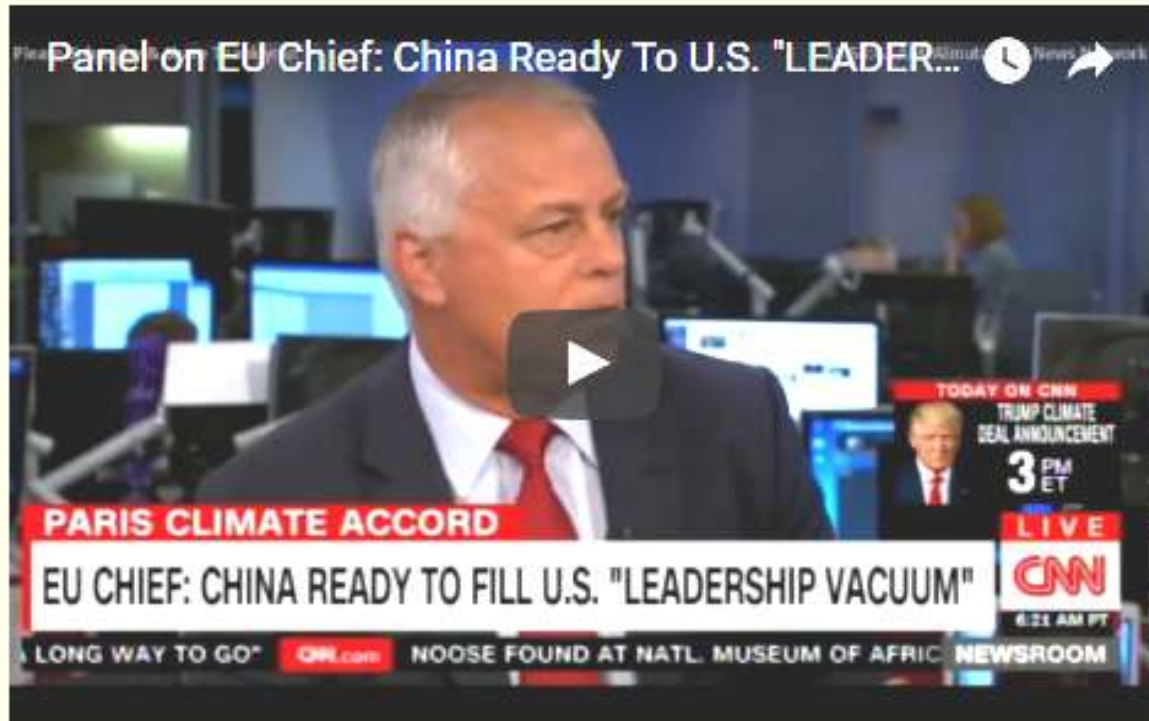 Panel on EU Chief: China Ready To U.S. "LEADER...
News Network
TODAY ON CNN
TRUMP CLIMATE
DEAL ANNOUNCEMENT
3 PM
ET
PARIS CLIMATE ACCORD
EU CHIEF: CHINA READY TO FILL U.S. "LEADERSHIP VACUUM"
LIVE
CNN
6:21 AM PT
A LONG WAY TO GO" CNN.com NOOSE FOUND AT NATL. MUSEUM OF AFRIC NEWSROOM